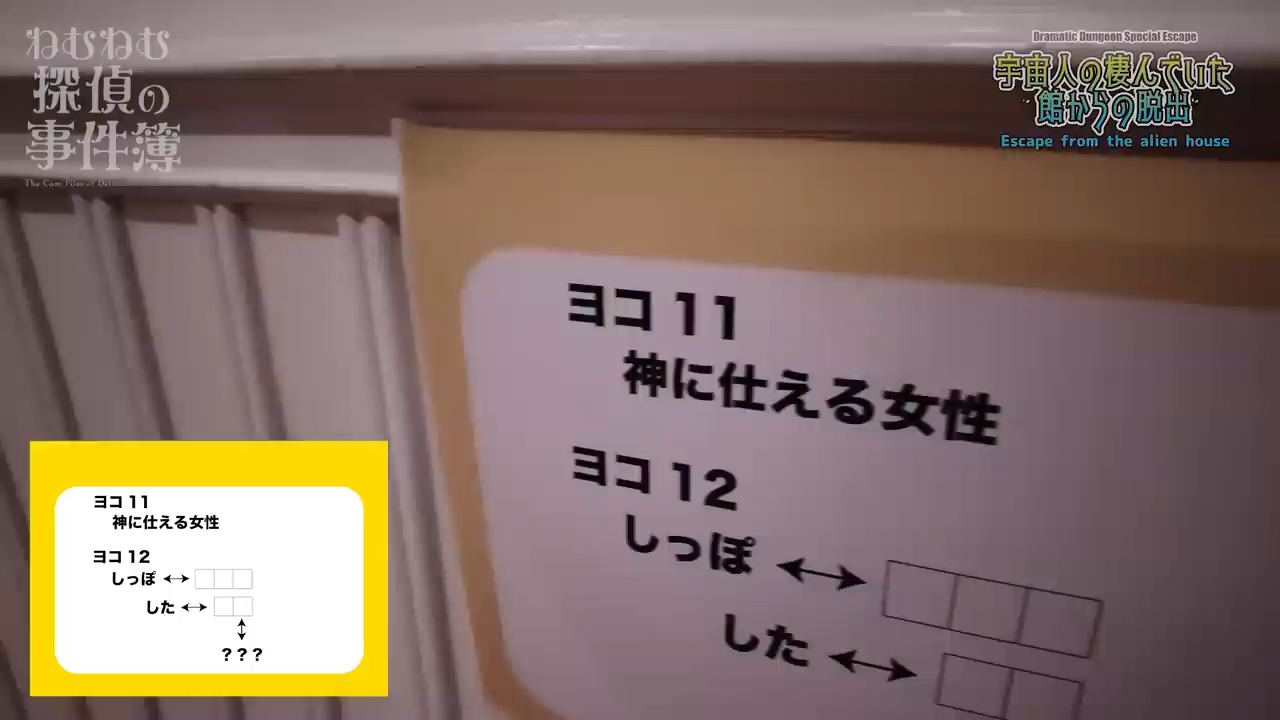 ねむねむ
探偵の
事件簿
Dramatic Dungeon Special Escape
宇宙人の棲んでいた
館からの脱出
Escape from the alien house
ヨコ 11
神に仕える女性
ヨコ 12
しっぽ ↔
した ↔
ヨコ 11
神に仕える女性
ヨコ 12
しっぽ ↔
した ↔
???